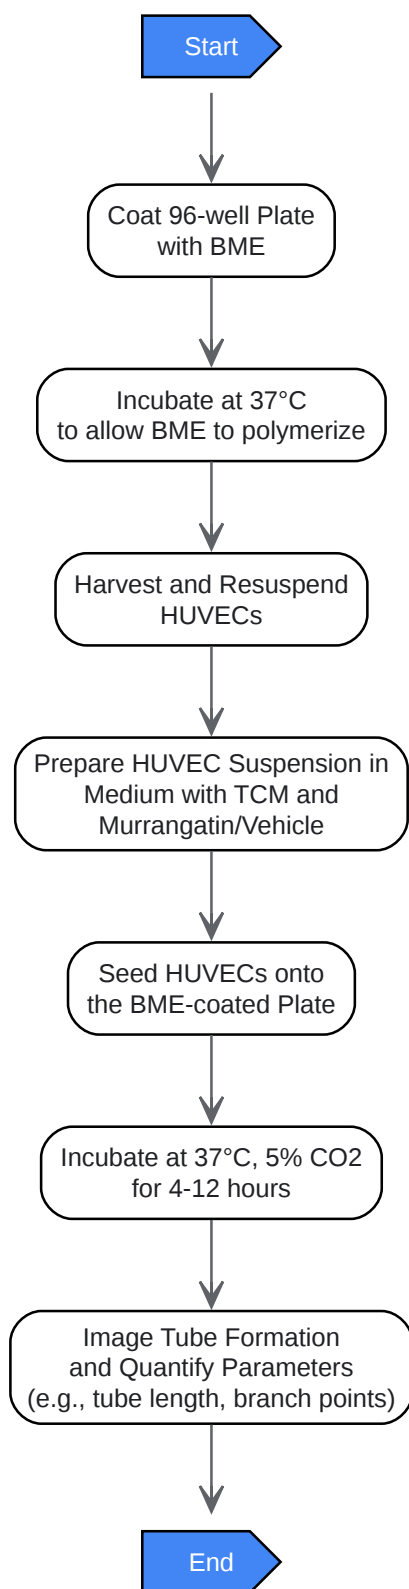 Start
Coat 96-well Plate
with BME
Incubate at 37°C
to allow BME to polymerize
Harvest and Resuspend
HUVECs
Prepare HUVEC Suspension in
Medium with TCM and
Murrangatin/Vehicle
Seed HUVECs onto
the BME-coated Plate
Incubate at 37°C, 5% CO2
for 4-12 hours
Image Tube Formation
and Quantify Parameters
(e.g., tube length, branch points)
End